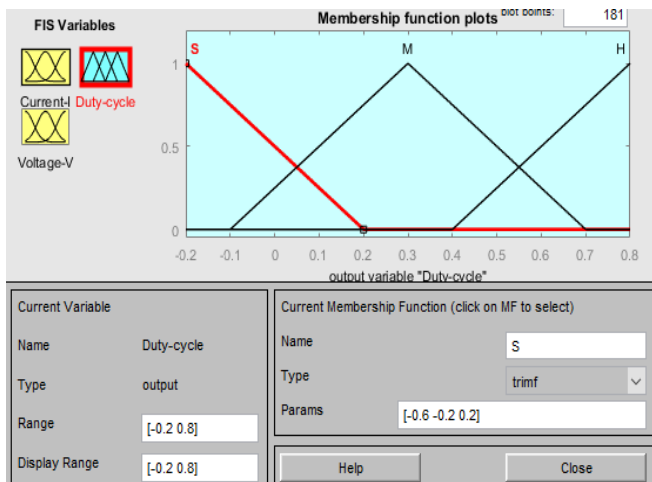 FIS Variables
Membership function plots
plot points:
181
S
M
H
1
0.5
0
Current-I
Duty-cycle
Voltage-V
-0.2
-0.1
0
0.1
0.2
0.3
0.4
0.5
0.6
0.7
0.8
output variable "Duty-cycle"
Current Variable
Name
Duty-cycle
Type
output
Range
[-0.2 0.8]
Display Range
[-0.2 0.8]
Current Membership Function (click on MF to select)
Name
S
Type
trimf
Params
[-0.6 -0.2 0.2]
Help
Close